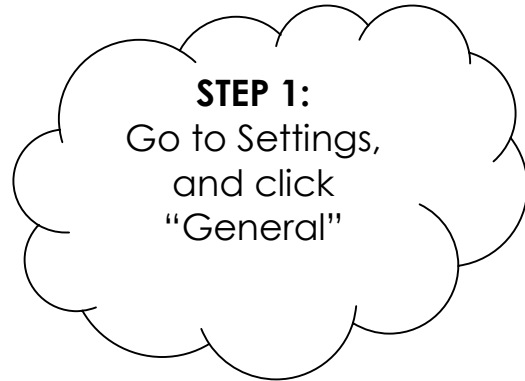 STEP 1:
Go to Settings,
and click
“General”